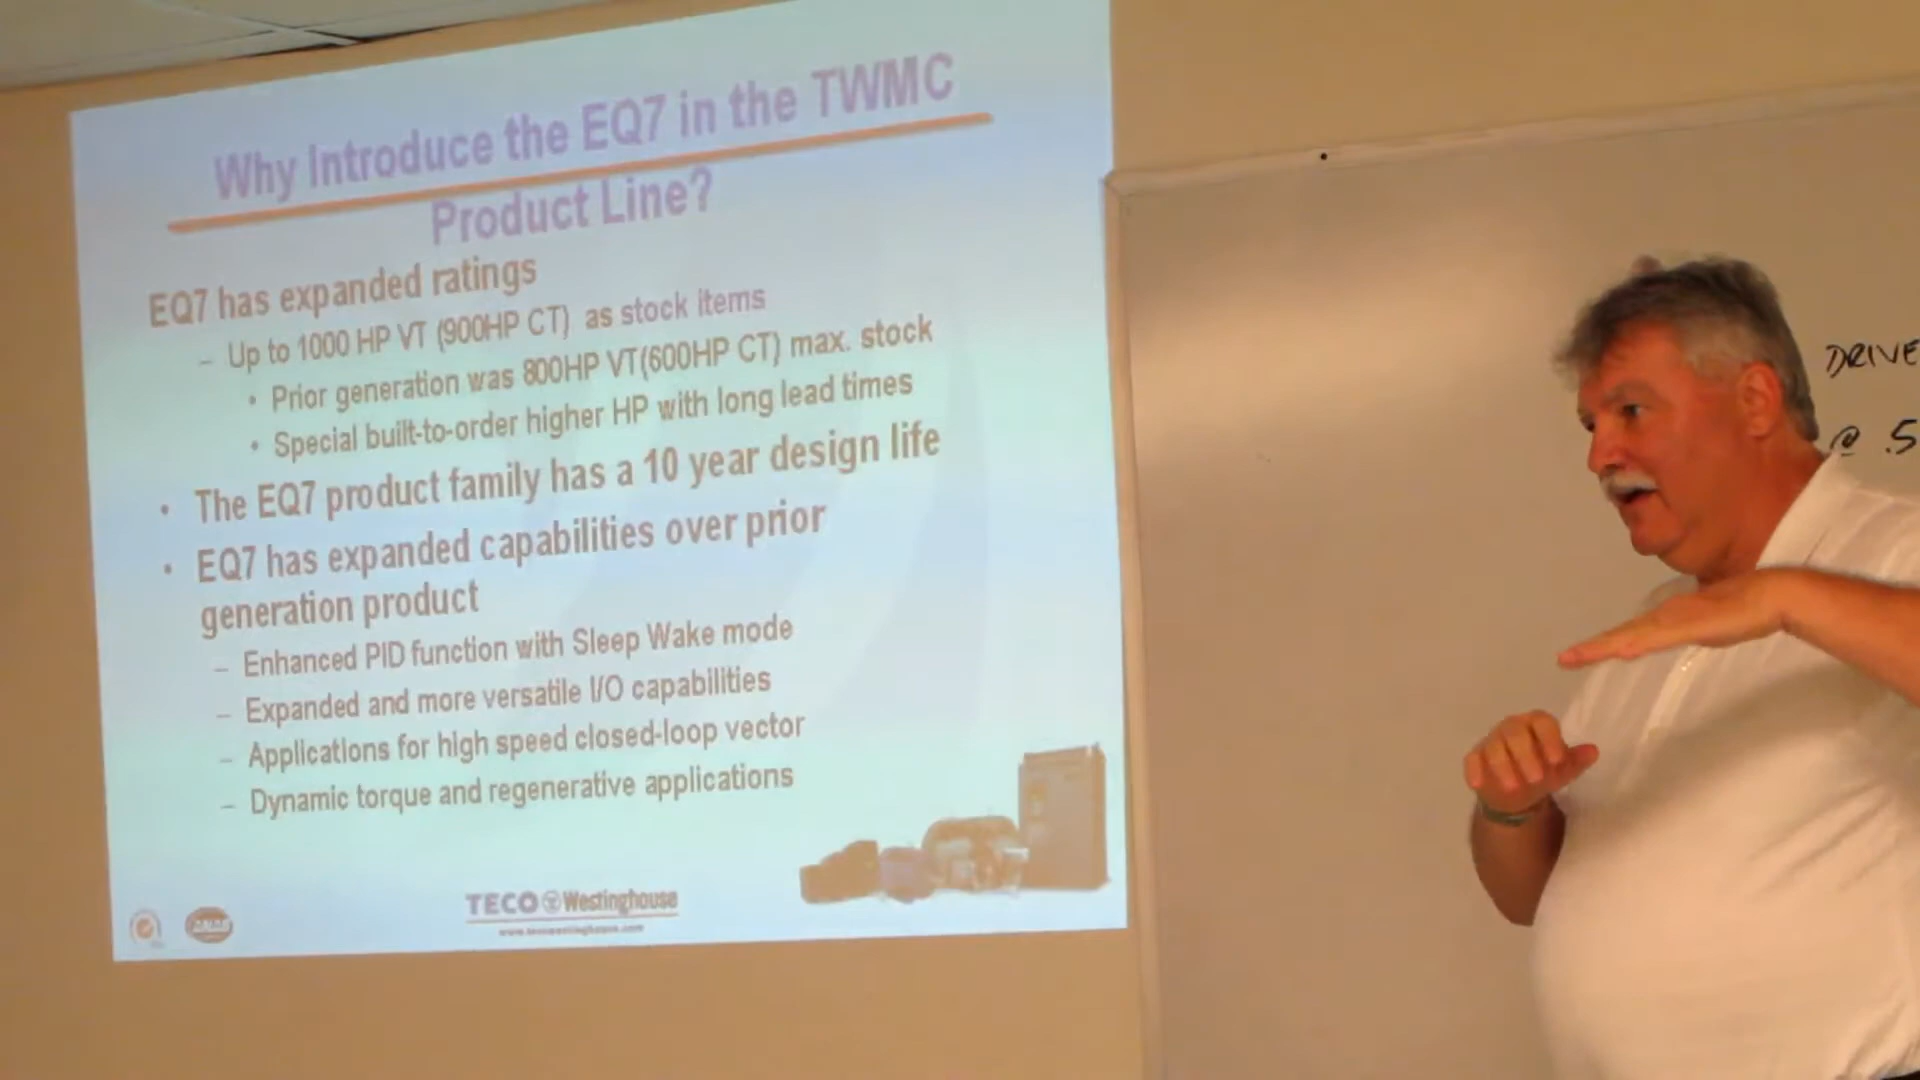 Why Introduce the EQ7 in the TWMC
Product Line?
EQ7 has expanded ratings
– Up to 1000 HP VT (900HP CT) as stock items
• Prior generation was 800HP VT(600HP CT) max. stock
• Special built-to-order higher HP with long lead times
• The EQ7 product family has a 10 year design life
• EQ7 has expanded capabilities over prior
generation product
– Enhanced PID function with Sleep Wake mode
– Expanded and more versatile I/O capabilities
– Applications for high speed closed-loop vector
– Dynamic torque and regenerative applications
TECO Westinghouse
www.tecowestinghouse.com
DRIVE
@ .5